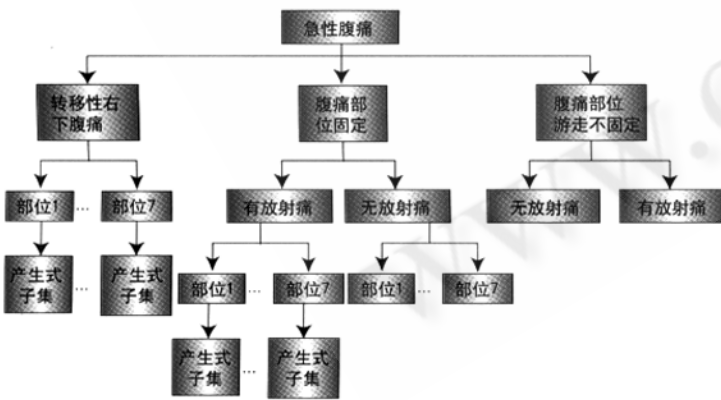 急性腹痛
转移性右
下腹痛
腹痛部
位固定
腹痛部位
游走不固定
部位1
...
部位7
有放射痛
无放射痛
无放射痛
有放射痛
产生式
子集
...
产生式
子集
部位1
...
部位7
部位1
...
部位7
产生式
子集
...
产生式
子集
www.